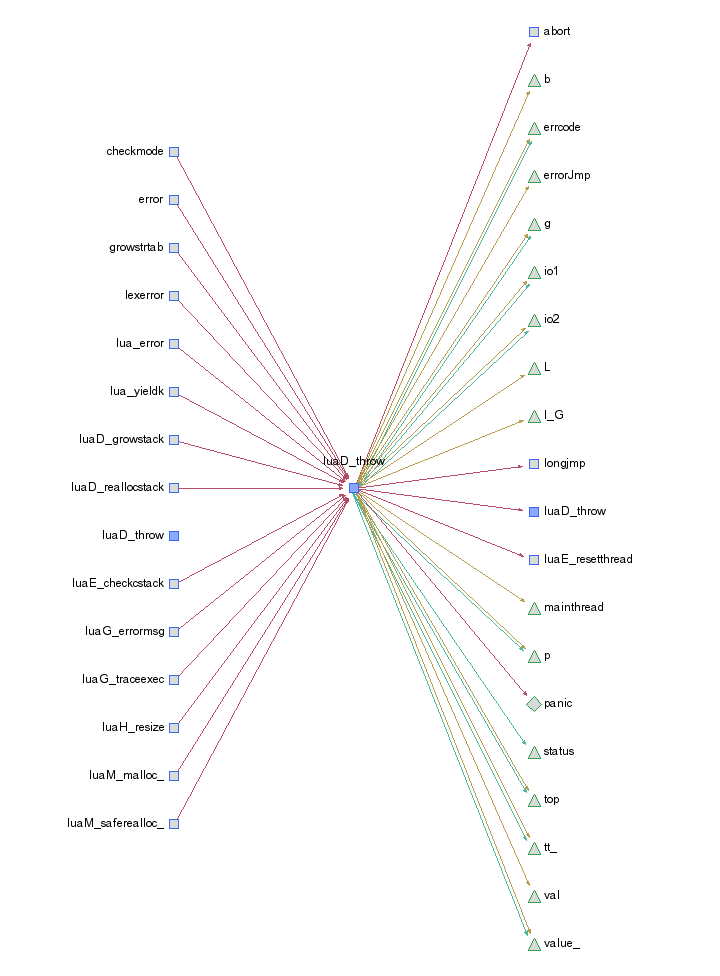 checkmode
error
growstrtab
lexerror
lua_error
lua_yieldk
luaD_growstack
luaD_reallocstack
luaD_throw
luaE_checkcstack
luaG_errormsg
luaG_traceexec
luaH_resize
luaM_malloc_
luaM_saferealloc_
luaD_throw
abort
b
errcode
errorJmp
g
io1
io2
L
l_G
longjmp
luaD_throw
luaE_resetthread
mainthread
p
panic
status
top
tt_
val
value_